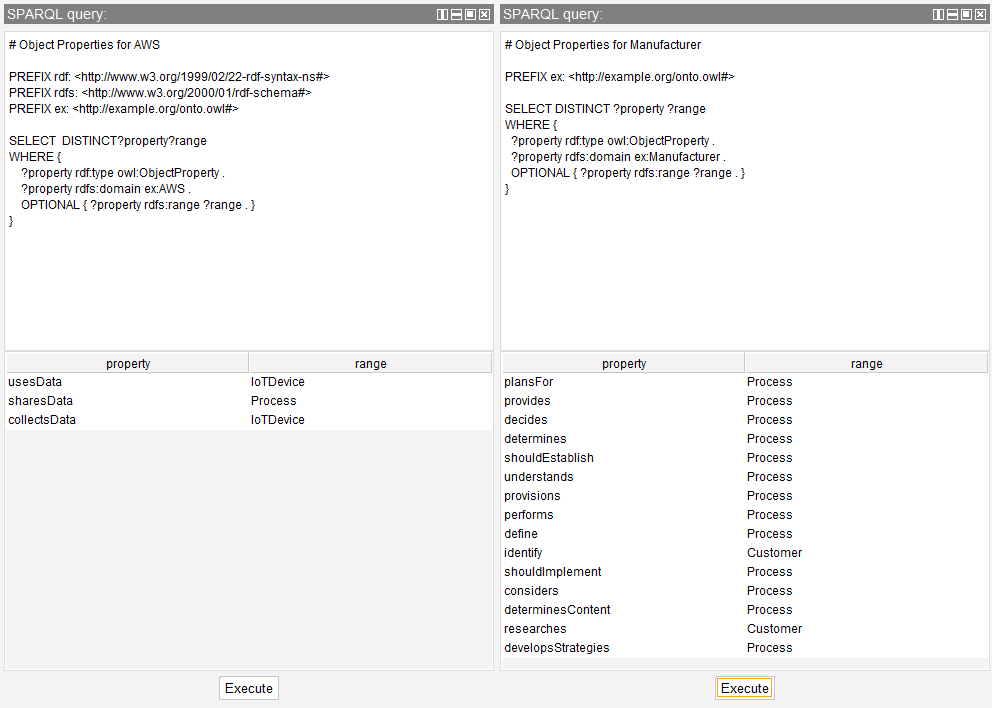 SPARQL query:
# Object Properties for AWS
PREFIX rdf: <http://www.w3.org/1999/02/22-rdf-syntax-ns#>
PREFIX rdfs: <http://www.w3.org/2000/01/rdf-schema#>
PREFIX ex: <http://example.org/onto.owl#>
SELECT  DISTINCT?property?range
WHERE {
?property rdf:type owl:ObjectProperty .
?property rdfs:domain ex:AWS .
OPTIONAL { ?property rdfs:range ?range . }
}
property range
usesData IoTDevice
sharesData Process
collectsData IoTDevice
Execute
SPARQL query:
# Object Properties for Manufacturer
PREFIX ex: <http://example.org/onto.owl#>
SELECT DISTINCT ?property ?range
WHERE {
?property rdf:type owl:ObjectProperty .
?property rdfs:domain ex:Manufacturer .
OPTIONAL { ?property rdfs:range ?range . }
}
property range
plansFor Process
provides Process
decides Process
determines Process
shouldEstablish Process
understands Process
provisions Process
performs Process
define Process
identify Customer
shouldImplement Process
considers Process
determinesContent Process
researches Customer
developsStrategies Process
Execute